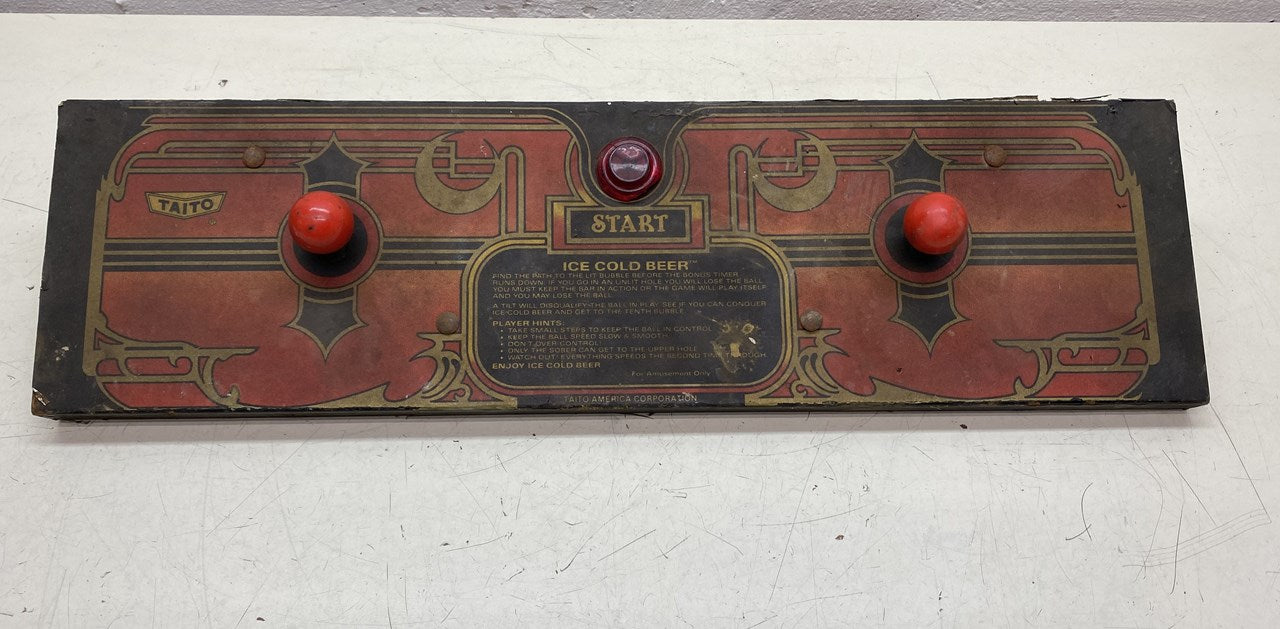 TAITO
START
ICE COLD BEER™
FIND THE PATH TO THE LIT BUBBLE BEFORE THE BONUS TIMER
RUNS DOWN. IF YOU GO IN AN UNLIT HOLE YOU WILL LOSE THE BALL.
YOU MUST KEEP THE BAR IN ACTION OR THE GAME WILL PLAY ITSELF
AND YOU MAY LOSE THE BALL.
A TILT WILL DISQUALIFY THE BALL IN PLAY. SEE IF YOU CAN CONQUER
ICE COLD BEER AND GET TO THE TENTH BUBBLE.
PLAYER HINTS:
• TAKE SMALL STEPS TO KEEP THE BALL IN CONTROL
• KEEP THE BALL SPEED SLOW & SMOOTH
• DON'T OVER CONTROL
• ONLY THE SOBER CAN GET TO THE UPPER HOLE
• WATCH OUT! EVERYTHING SPEEDS THE SECOND TIME THROUGH.
ENJOY ICE COLD BEER
For Amusement Only
TAITO AMERICA CORPORATION